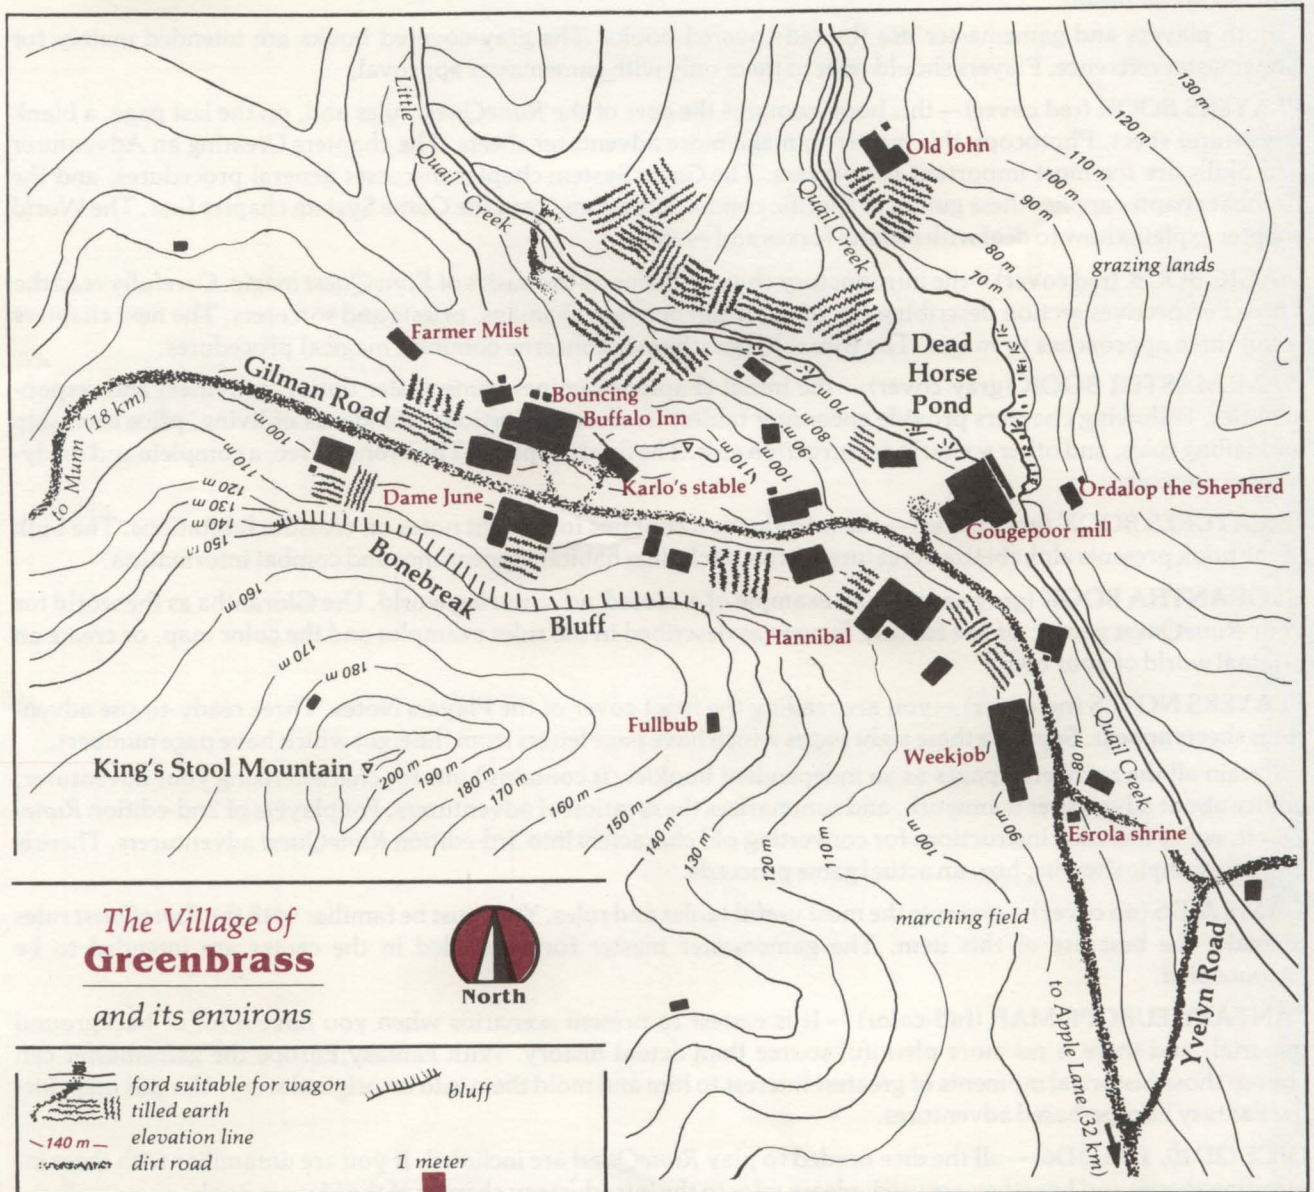 130 m
120 m
110 m
100 m
90 m
80 m
70 m
Little
Quail
Creek
Old John
Quail Creek
grazing lands
Farmer Milst
Dead
Horse
Pond
Gilman Road
to Munn (18 km)
Bouncing
Buffalo Inn
70 m
80 m
90 m
100 m
110 m
100 m
110 m
120 m
130 m
140 m
150 m
160 m
170 m
180 m
Dame June
Karlo's stable
Ordalop the Shepherd
Gougepoor mill
Bonebreak
Bluff
Hannibal
Fullbub
Weekjob
Quail Creek
80 m
90 m
100 m
Esrola shrine
King's Stool Mountain
200 m
190 m
180 m
170 m
160 m
150 m
140 m
130 m
120 m
110 m
marching field
Yvelyn Road
to Apple Lane (32 km)
The Village of
Greenbrass
and its environs
North
ford suitable for wagon
tilled earth
140 m
elevation line
dirt road
bluff
1 meter